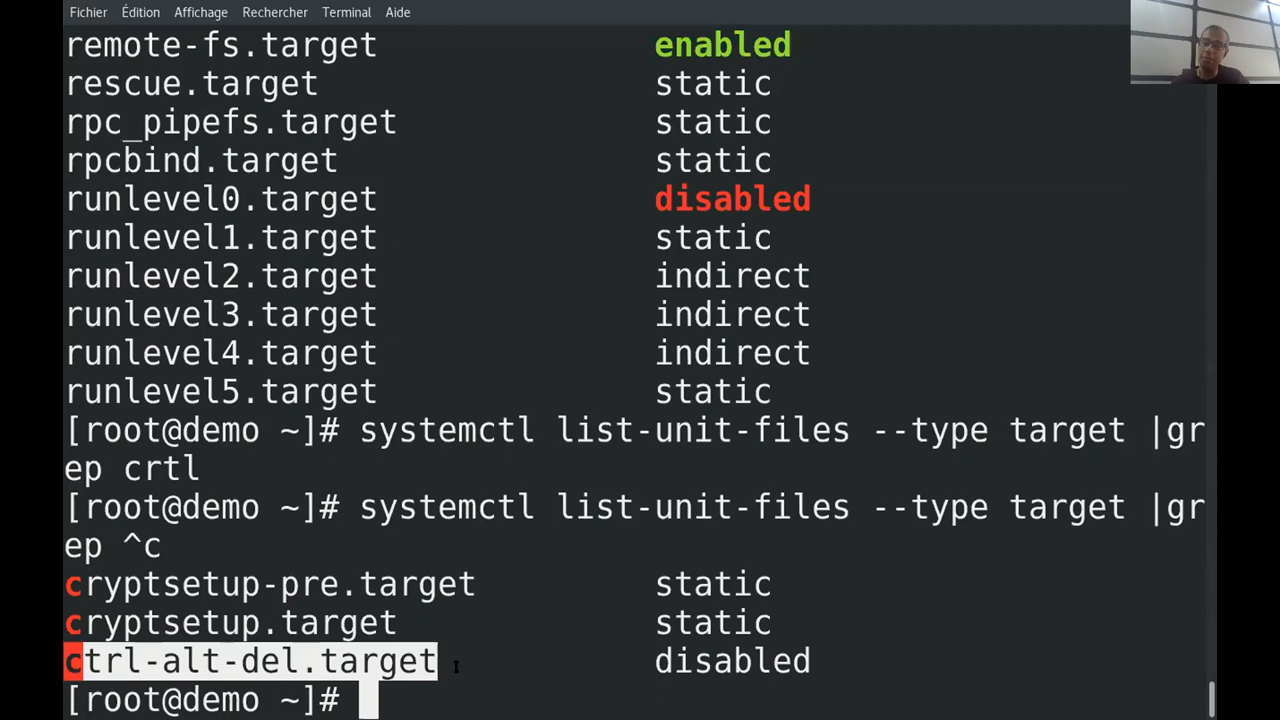 Fichier Édition Affichage Rechercher Terminal Aide
remote-fs.target enabled
rescue.target static
rpc_pipefs.target static
rpcbind.target static
runlevel0.target disabled
runlevel1.target static
runlevel2.target indirect
runlevel3.target indirect
runlevel4.target indirect
runlevel5.target static
[root@demo ~]# systemctl list-unit-files --type target |gr
ep crtl
[root@demo ~]# systemctl list-unit-files --type target |gr
ep ^c
cryptsetup-pre.target static
cryptsetup.target static
ctrl-alt-del.target disabled
[root@demo ~]#